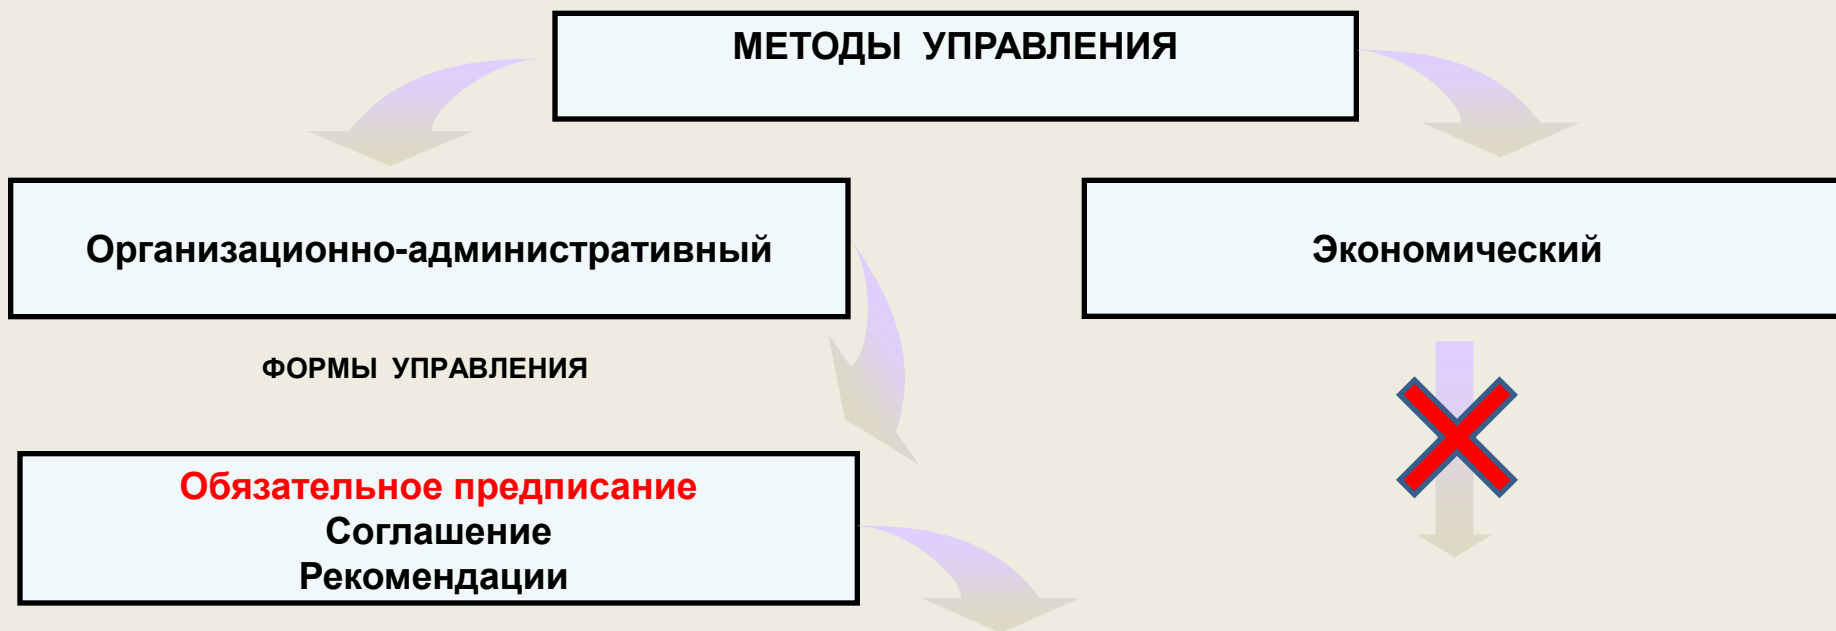 МЕТОДЫ УПРАВЛЕНИЯ
Организационно-административный
Экономический
ФОРМЫ УПРАВЛЕНИЯ
Обязательное предписание
Соглашение
Рекомендации